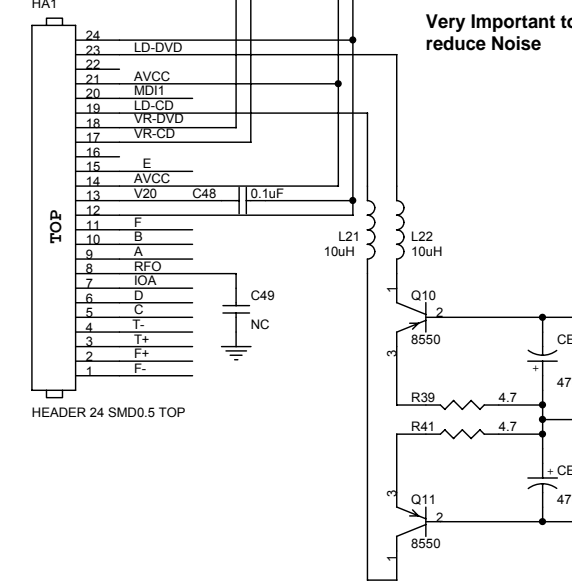 HA1
Very Important to
reduce Noise
24
23 LD-DVD
22
21 AVCC
20 MDI1
19 LD-CD
18 VR-DVD
17 VR-CD
16
15 E
14 AVCC
13 V20 C48 0.1uF
12
11 F
10 B
9 A
8 RFO
7 IOA
6 D
5 C
4 T-
3 T+
2 F+
1 F-
TOP
HEADER 24 SMD0.5 TOP
C49
NC
L21
10uH
L22
10uH
1
Q10
2
8550
3
CE
+
47
R39 4.7
R41 4.7
+ CE
47
3
Q11
2
8550
1